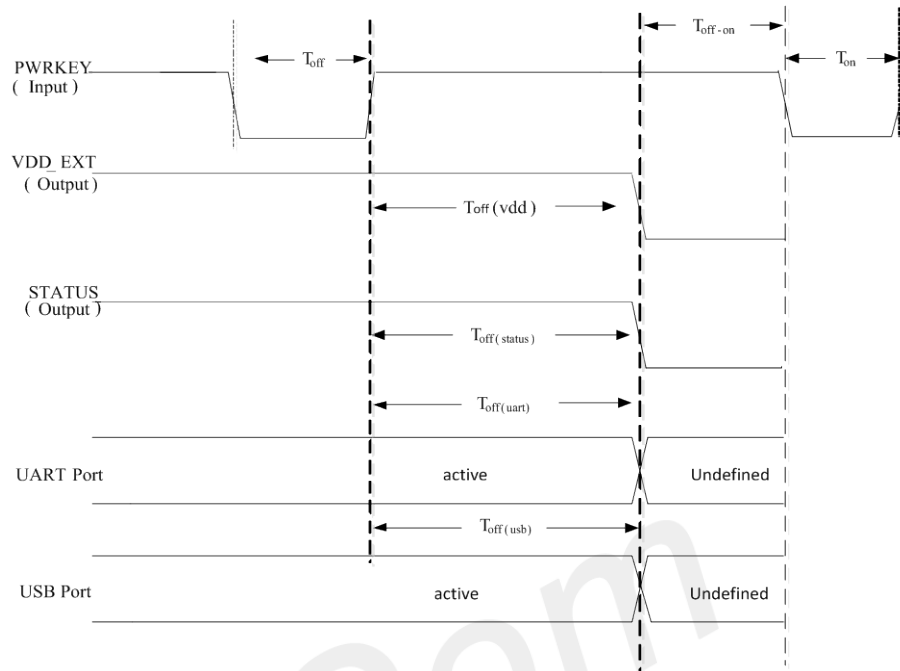 Toff-on
Toff
Ton
PWRKEY
( Input )
VDD_EXT
( Output )
Toff(vdd)
STATUS
( Output )
Toff(status)
Toff(uart)
UART Port
active
Undefined
Toff(usb)
USB Port
active
Undefined
com